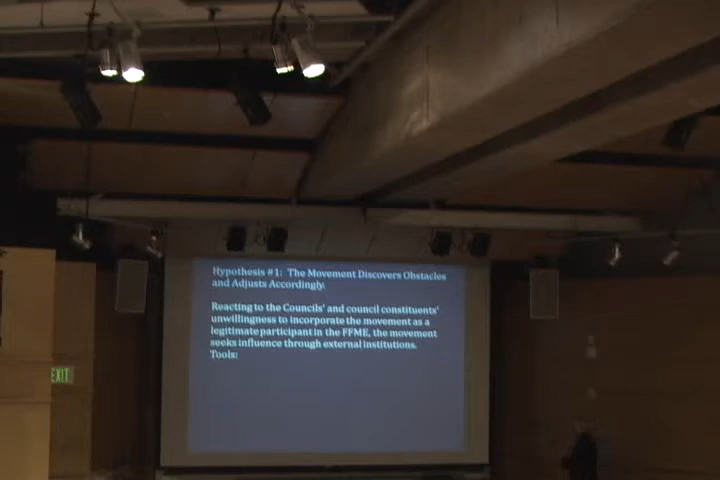 Hypothesis #1: The Movement Discovers Obstacles
and Adjusts Accordingly.
Reacting to the Councils' and council constituents'
unwillingness to incorporate the movement as a
legitimate participant in the FFME, the movement
seeks influence through external institutions.
Tools:
EXIT